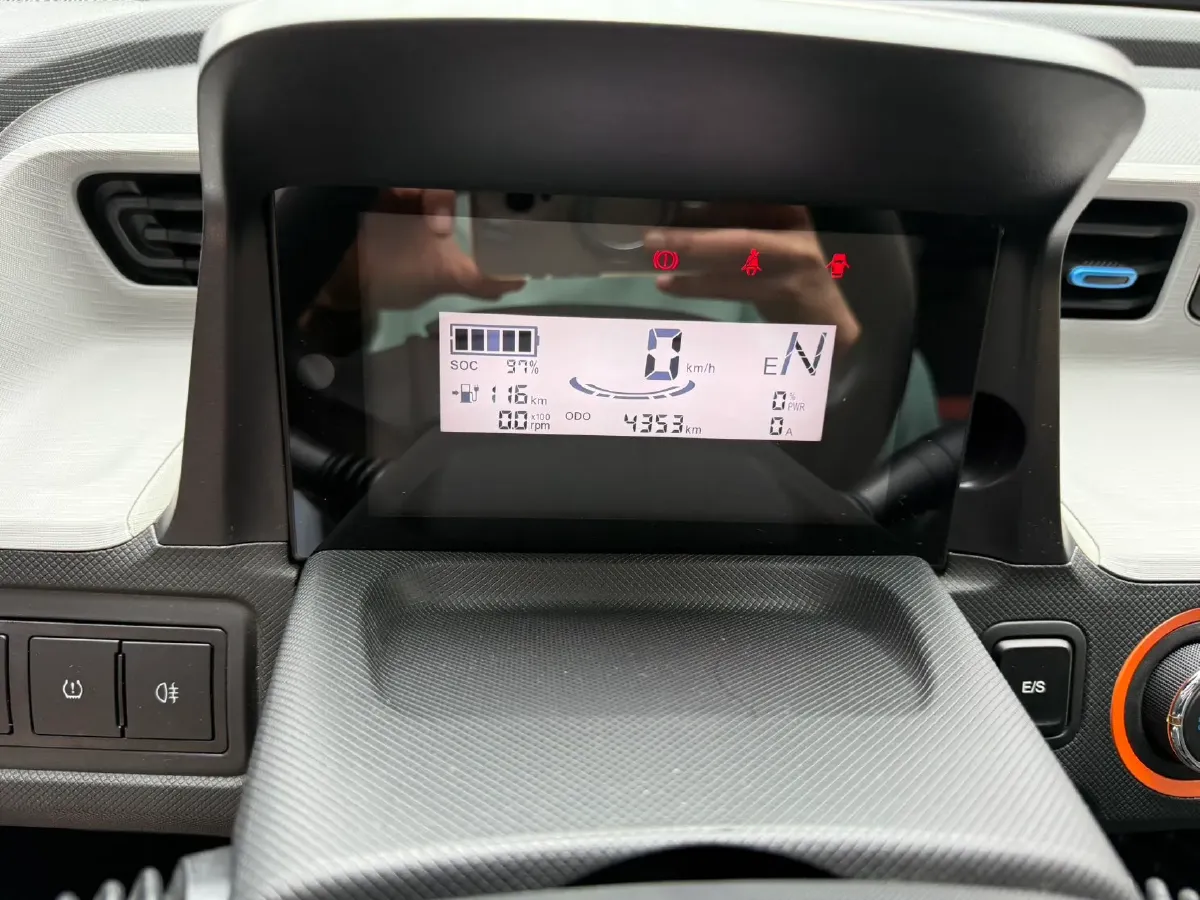 0 km/h
E N
SOC 97%
116 km
0 % PWR
0.0 x100 rpm
ODO 4353 km
0 A
E/S